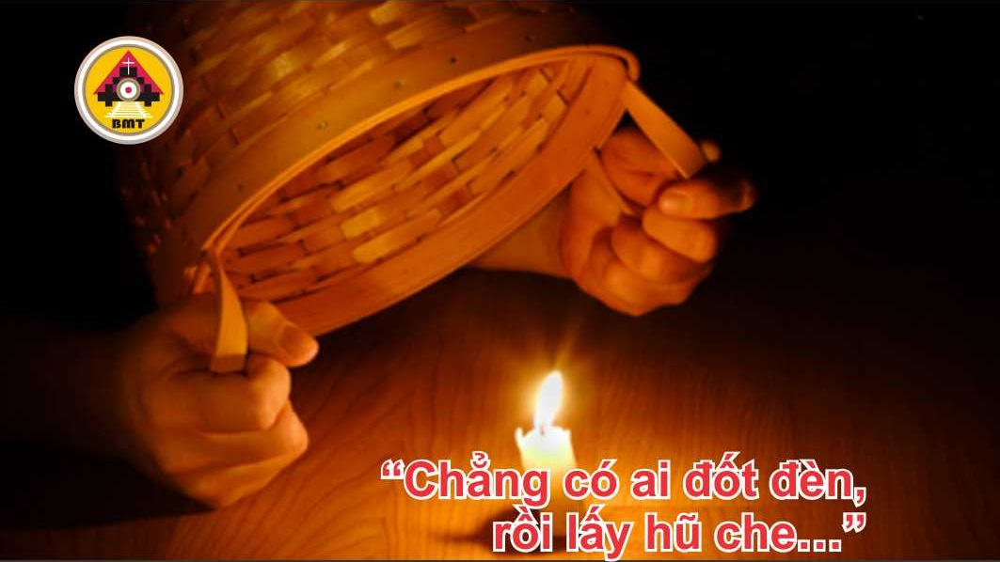 BMT
“Chẳng có ai đốt đèn,
rồi lấy hũ che...”